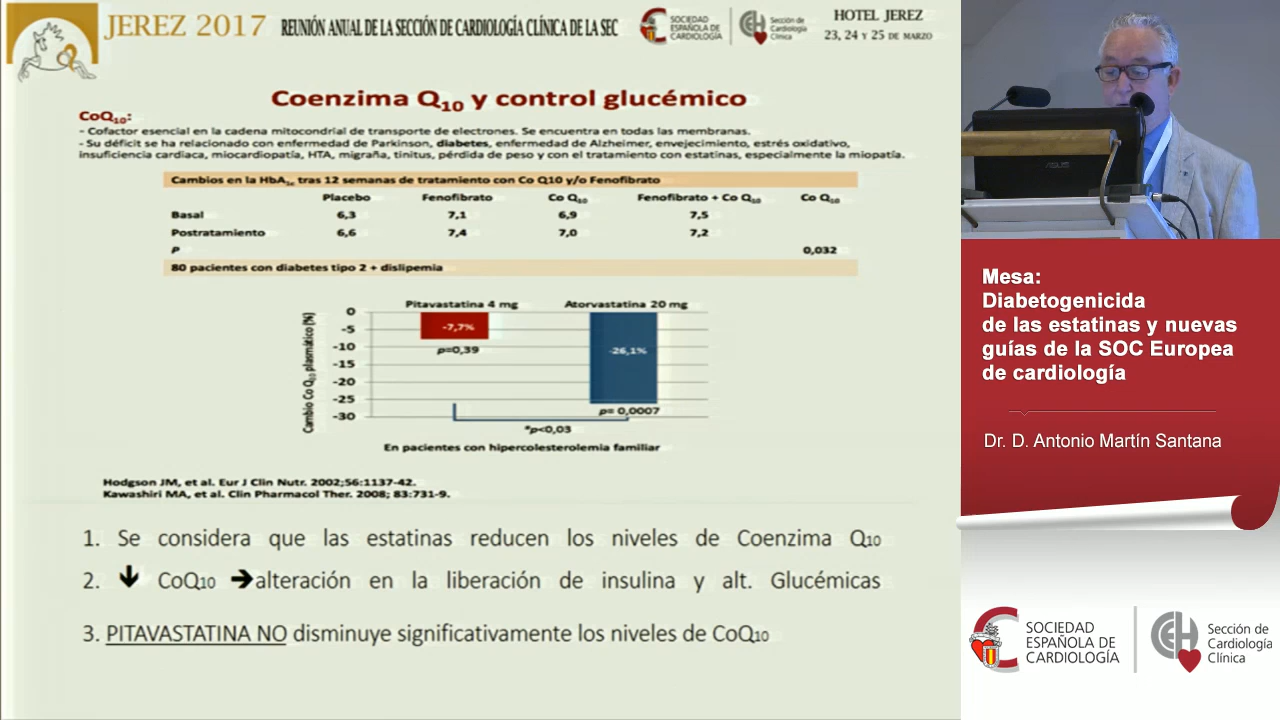 JEREZ 2017
REUNIÓN ANUAL DE LA SECCIÓN DE CARDIOLOGÍA CLÍNICA DE LA SEC
SOCIEDAD
ESPAÑOLA DE
CARDIOLOGÍA
Sección de
Cardiología
Clínica
HOTEL JEREZ
23, 24 Y 25 DE MARZO
Coenzima Q10 y control glucémico
CoQ10:
- Cofactor esencial en la cadena mitocondrial de transporte de electrones. Se encuentra en todas las membranas.
- Su déficit se ha relacionado con enfermedad de Parkinson, diabetes, enfermedad de Alzheimer, envejecimiento, estrés oxidativo,
insuficiencia cardiaca, miocardiopatía, HTA, migraña, tinitus, pérdida de peso y con el tratamiento con estatinas, especialmente la miopatía.
Cambios en la HbA1c tras 12 semanas de tratamiento con Co Q10 y/o Fenofibrato
Placebo Fenofibrato Co Q10 Fenofibrato + Co Q10 Co Q10
Basal 6,3 7,1 6,9 7,5
Postratamiento 6,6 7,4 7,0 7,2
P 0,032
80 pacientes con diabetes tipo 2 + dislipemia
Pitavastatina 4 mg Atorvastatina 20 mg
Cambio Co Q10 plasmático (%)
0
-5
-10
-15
-20
-25
-30
-7,7%
p=0,39
-26,1%
p= 0,0007
*p<0,03
En pacientes con hipercolesterolemia familiar
Hodgson JM, et al. Eur J Clin Nutr. 2002;56:1137-42.
Kawashiri MA, et al. Clin Pharmacol Ther. 2008; 83:731-9.
1. Se considera que las estatinas reducen los niveles de Coenzima Q10
2. 🡇 CoQ10 ➔alteración en la liberación de insulina y alt. Glucémicas
3. PITAVASTATINA NO disminuye significativamente los niveles de CoQ10
ASUS
Mesa:
Diabetogenicida
de las estatinas y nuevas
guías de la SOC Europea
de cardiología
Dr. D. Antonio Martín Santana
SOCIEDAD
ESPAÑOLA DE
CARDIOLOGÍA
Sección de
Cardiología
Clínica